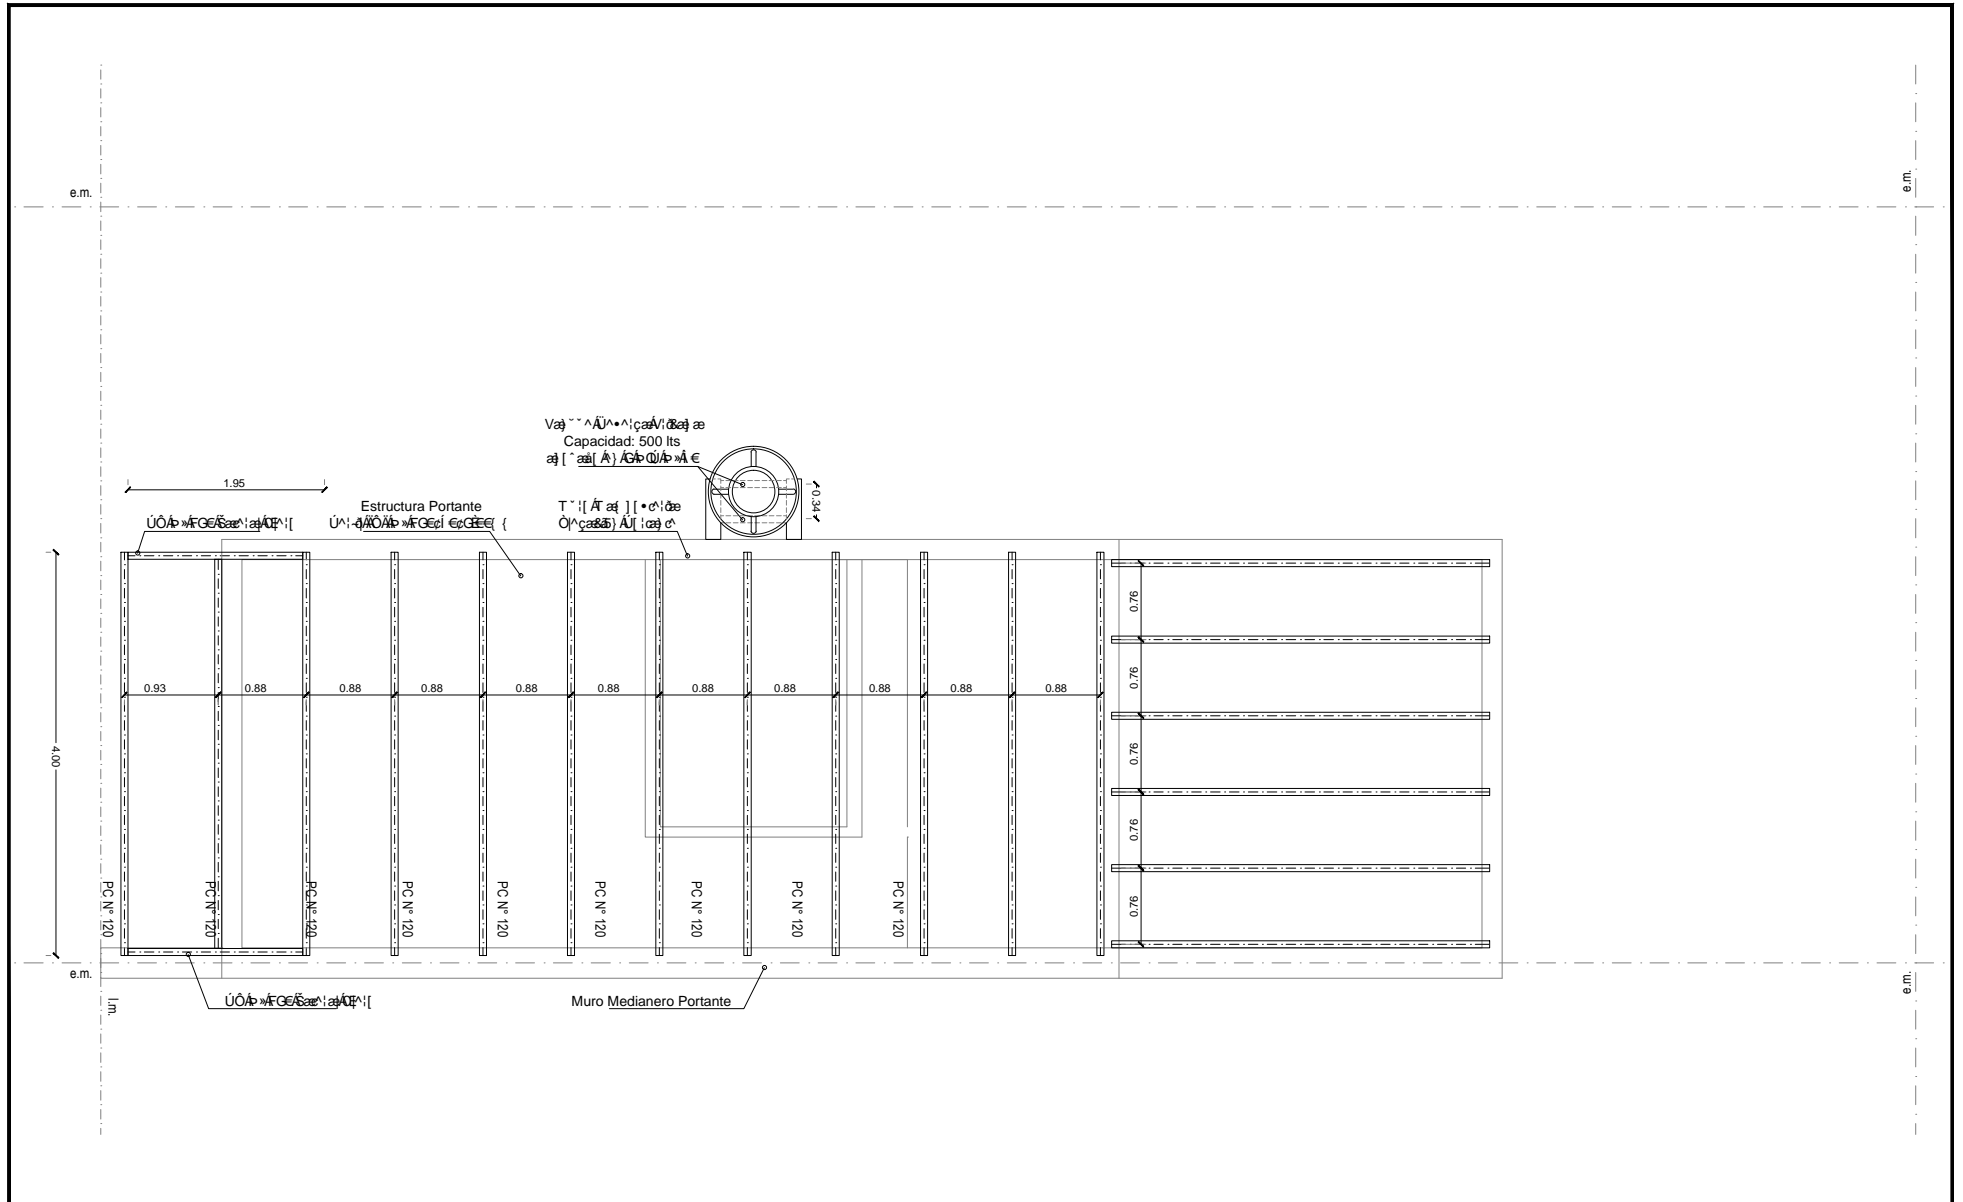 e.m.
e.m.
Capacidad: 500 lts
0.34
1.95
Estructura Portante
0.76
0.76
0.76
0.76
0.76
0.93
0.88
0.88
0.88
0.88
0.88
0.88
0.88
0.88
0.88
0.88
4.00
PC N° 120
PC N° 120
PC N° 120
PC N° 120
PC N° 120
PC N° 120
PC N° 120
PC N° 120
PC N° 120
e.m.
e.m.
l.m.
Muro Medianero Portante